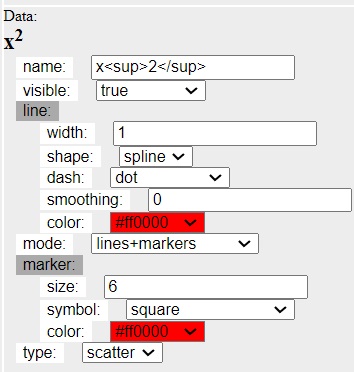 Data:
x²
name: x<sup>2</sup>
visible: true
line:
width: 1
shape: spline
dash: dot
smoothing: 0
color: #ff0000
mode: lines+markers
marker:
size: 6
symbol: square
color: #ff0000
type: scatter